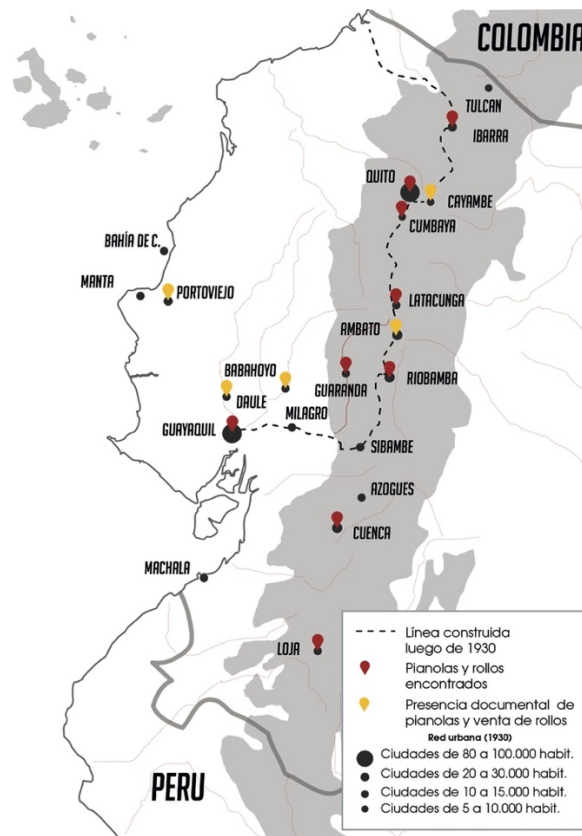 COLOMBIA
TULCAN
IBARRA
QUITO
CAYAMBE
CUMBAYA
BAHÍA DE C.
MANTA
PORTOVIEJO
LATACUNGA
AMBATO
BABAHOYO
DAULE
GUARANDA
RIOBAMBA
GUAYAQUIL
MILAGRO
SIBAMBE
AZOGUES
CUENCA
MACHALA
LOJA
PERU
Línea construida
luego de 1930
Pianolas y rollos
encontrados
Presencia documental de
pianolas y venta de rollos
Red urbana (1930)
Ciudades de 80 a 100.000 habit.
Ciudades de 20 a 30.000 habit.
Ciudades de 10 a 15.000 habit.
Ciudades de 5 a 10.000 habit.